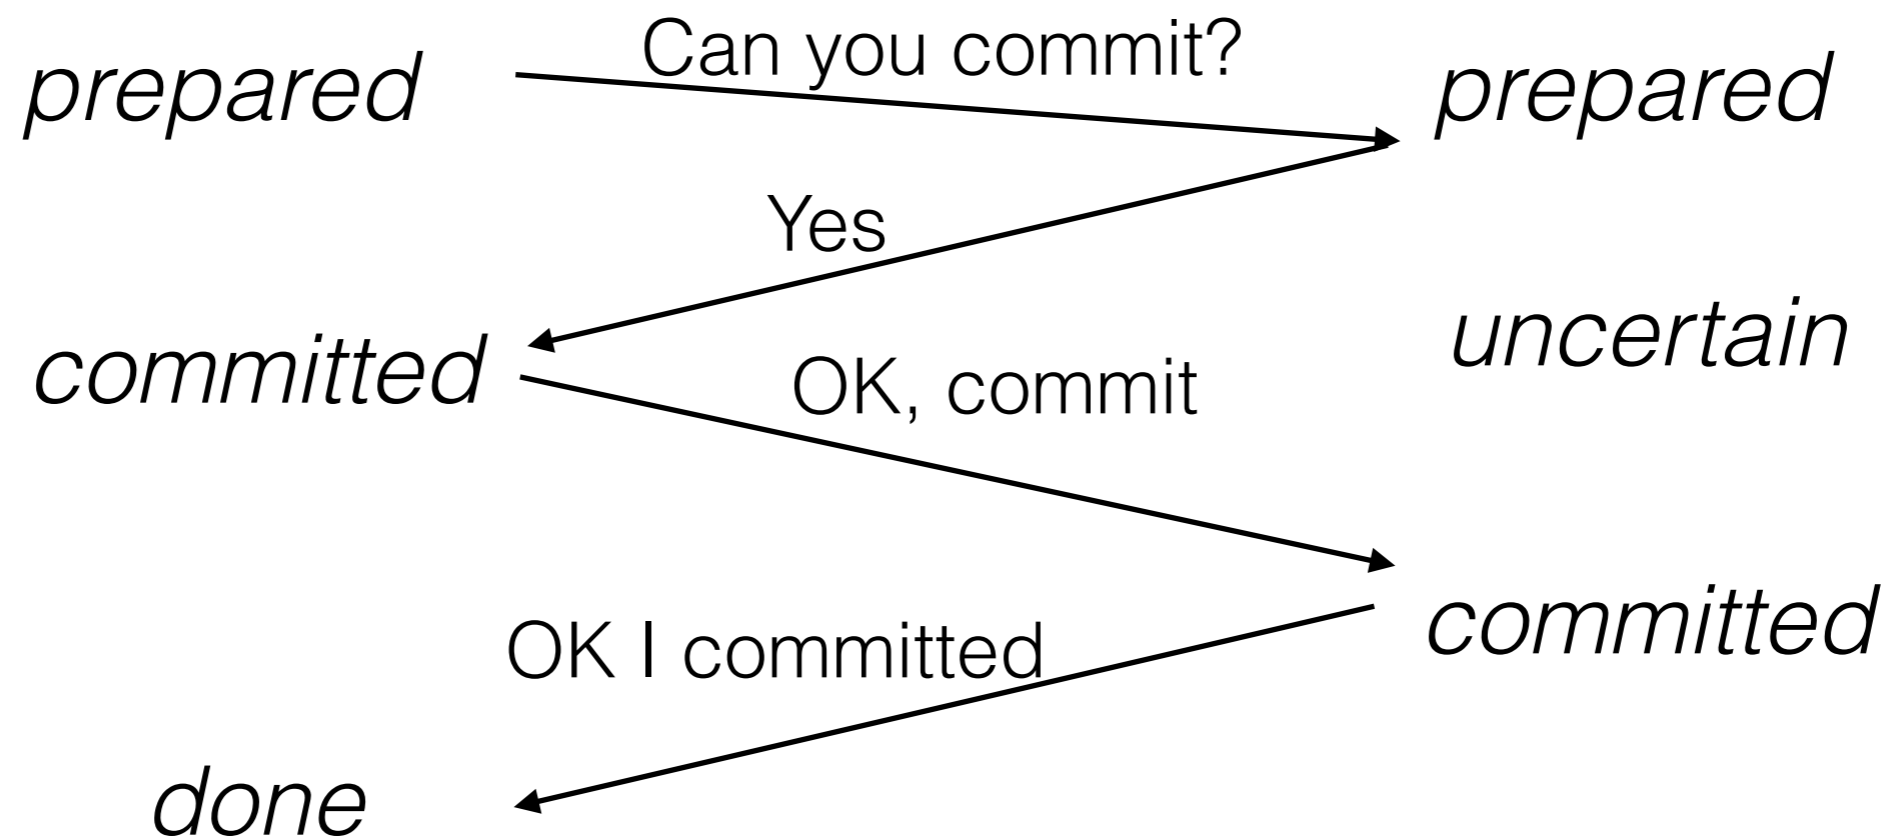 Can you commit?
prepared
prepared
Yes
uncertain
committed
OK, commit
OK I committed
committed
done